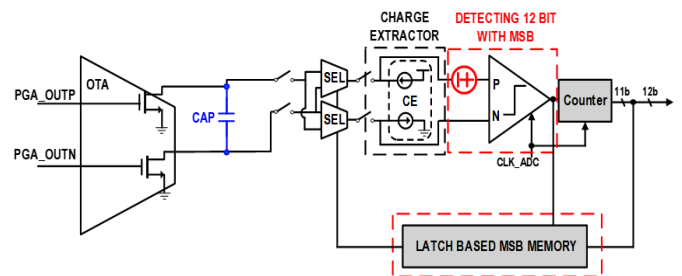 CHARGE
EXTRACTOR
DETECTING 12 BIT
WITH MSB
OTA
PGA_OUTP
CAP
SEL
SEL
CE
P
N
Counter
11b
12b
PGA_OUTN
CLK_ADC
LATCH BASED MSB MEMORY